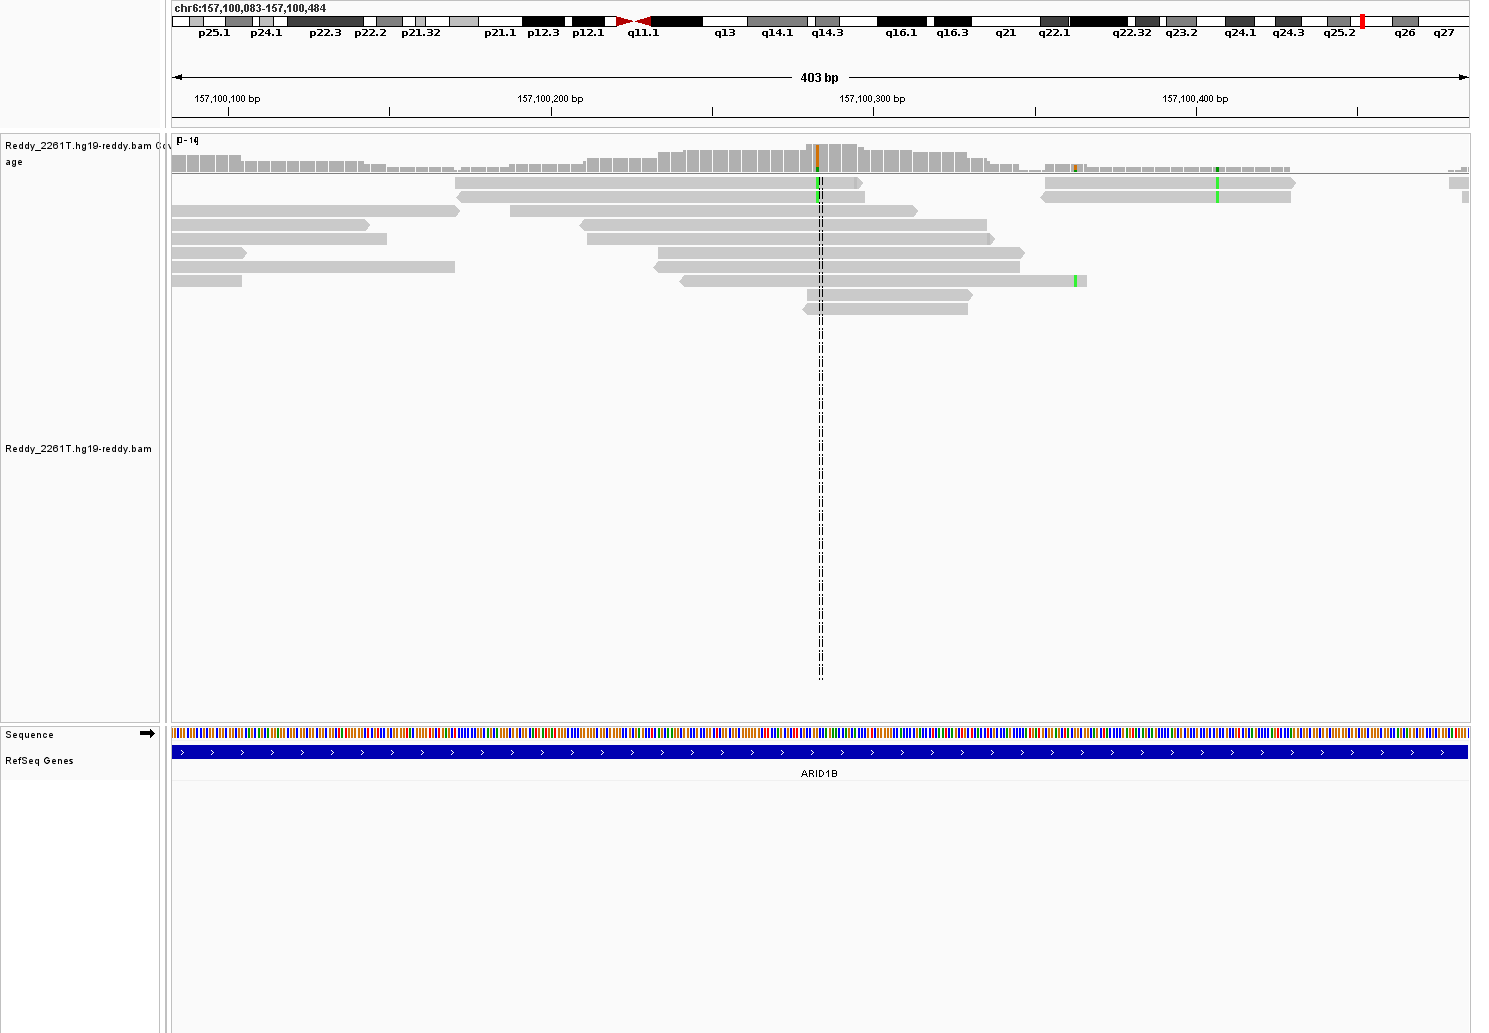 chr6:157,100,083-157,100,484
p25.1 p24.1 p22.3 p22.2 p21.32 p21.1 p12.3 p12.1 q11.1 q13 q14.1 q14.3 q16.1 q16.3 q21 q22.1 q22.32 q23.2 q24.1 q24.3 q25.2 q26 q27
403 bp
157,100,100 bp 157,100,200 bp 157,100,300 bp 157,100,400 bp
[0 - 14]
Reddy_2261T.hg19-reddy.bam Cov
age
Reddy_2261T.hg19-reddy.bam
Sequence
RefSeq Genes
ARID1B